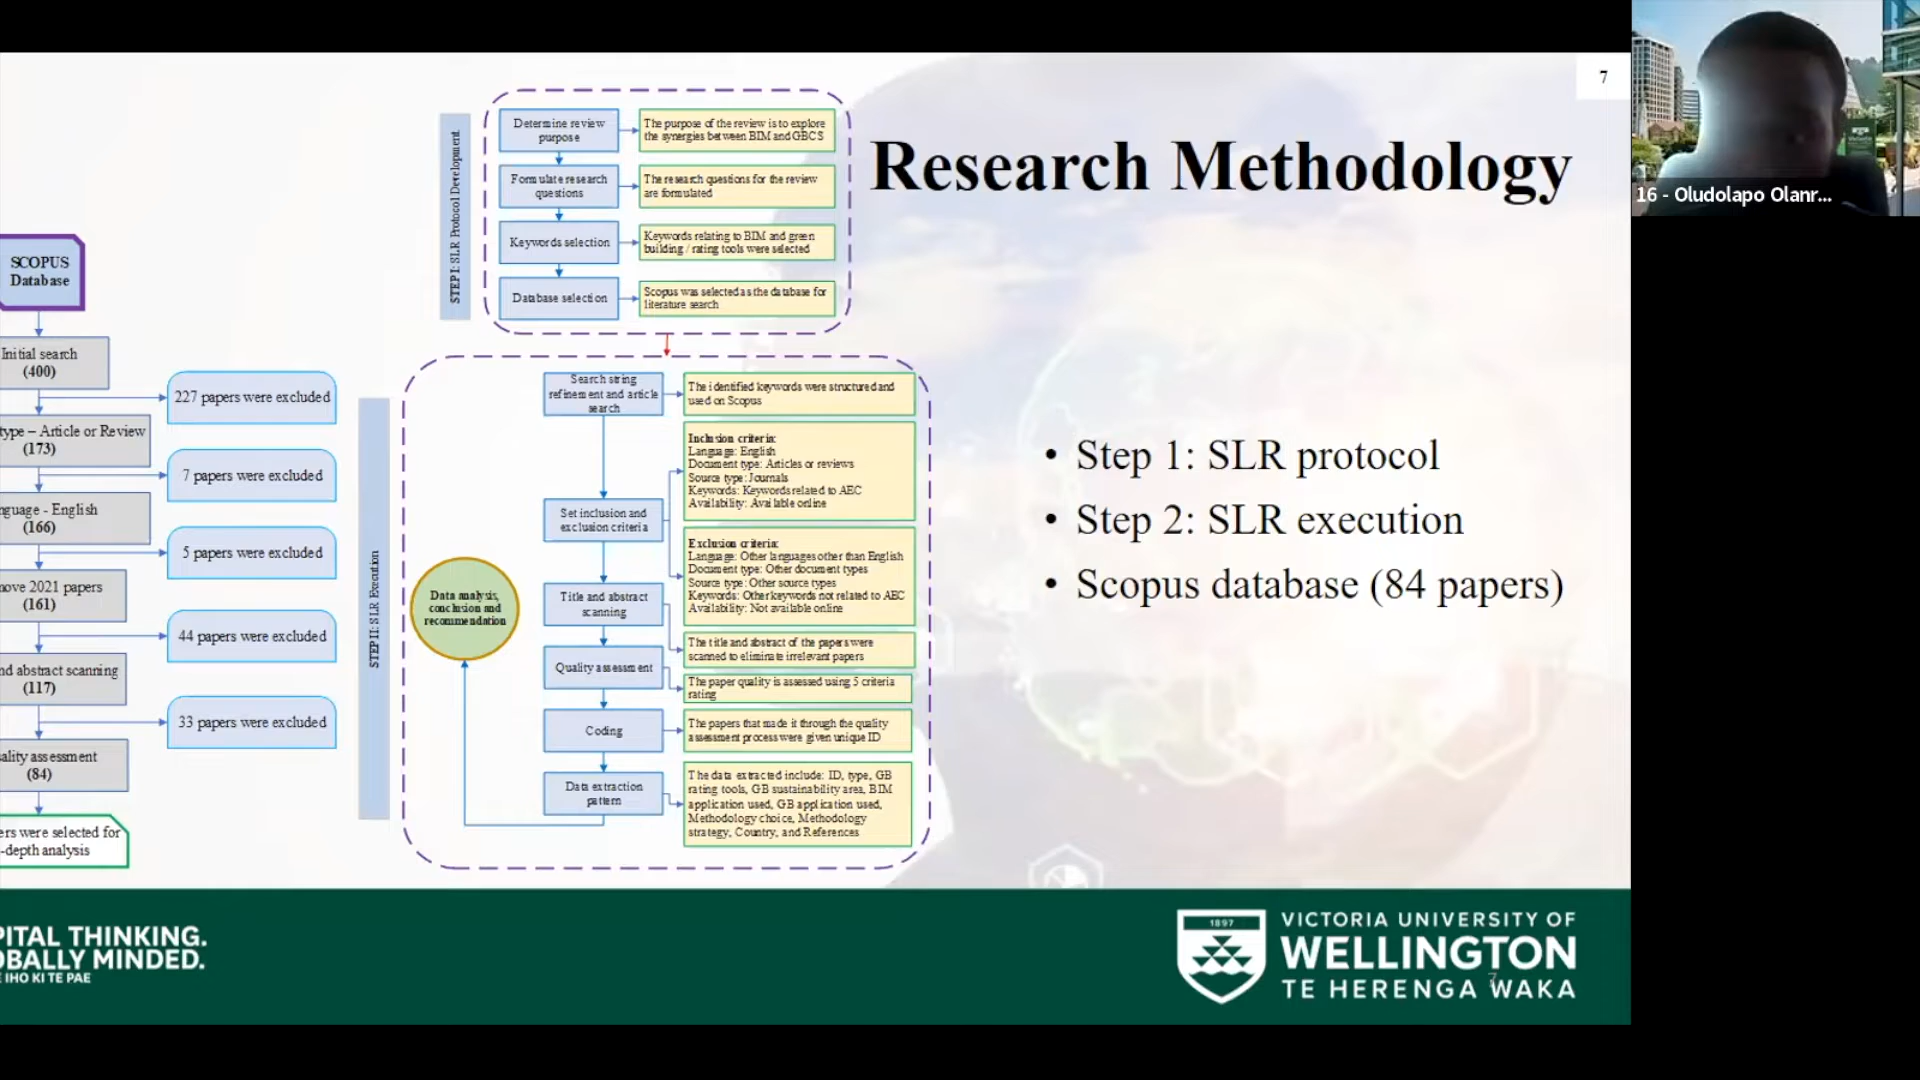 7
Research Methodology
16 - Oludolapo Olanr...
SCOPUS
Database
Initial search
(400)
227 papers were excluded
type – Article or Review
(173)
7 papers were excluded
nguage - English
(166)
5 papers were excluded
nove 2021 papers
(161)
44 papers were excluded
nd abstract scanning
(117)
33 papers were excluded
ality assessment
(84)
ers were selected for
-depth analysis
STEP I: SLR Protocol Development
Determine review
purpose
The purpose of the review is to explore
the synergies between BIM and GBCS
Formulate research
questions
The research questions for the review
are formulated
Keywords selection
Keywords relating to BIM and green
building / rating tools were selected
Database selection
Scopus was selected as the database for
literature search
STEP II: SLR Execution
Data analysis,
conclusion and
recommendation
Search string
refinement and article
search
The identified keywords were structured and
used on Scopus
Set inclusion and
exclusion criteria
Inclusion criteria:
Language: English
Document type: Articles or reviews
Source type: Journals
Keywords: Keywords related to AEC
Availability: Available online
Exclusion criteria:
Language: Other languages other than English
Document type: Other document types
Source type: Other source types
Keywords: Other keywords not related to AEC
Availability: Not available online
Title and abstract
scanning
The title and abstract of the papers were
scanned to eliminate irrelevant papers
Quality assessment
The paper quality is assessed using 5 criteria
rating
Coding
The papers that made it through the quality
assessment process were given unique ID
Data extraction
pattern
The data extracted include: ID, type, GB
rating tools, GB sustainability area, BIM
application used, GB application used,
Methodology choice, Methodology
strategy, Country, and References
• Step 1: SLR protocol
• Step 2: SLR execution
• Scopus database (84 papers)
PITAL THINKING.
OBALLY MINDED.
IHO KI TE PAE
1897
VICTORIA UNIVERSITY OF
WELLINGTON
TE HERENGA WAKA
7